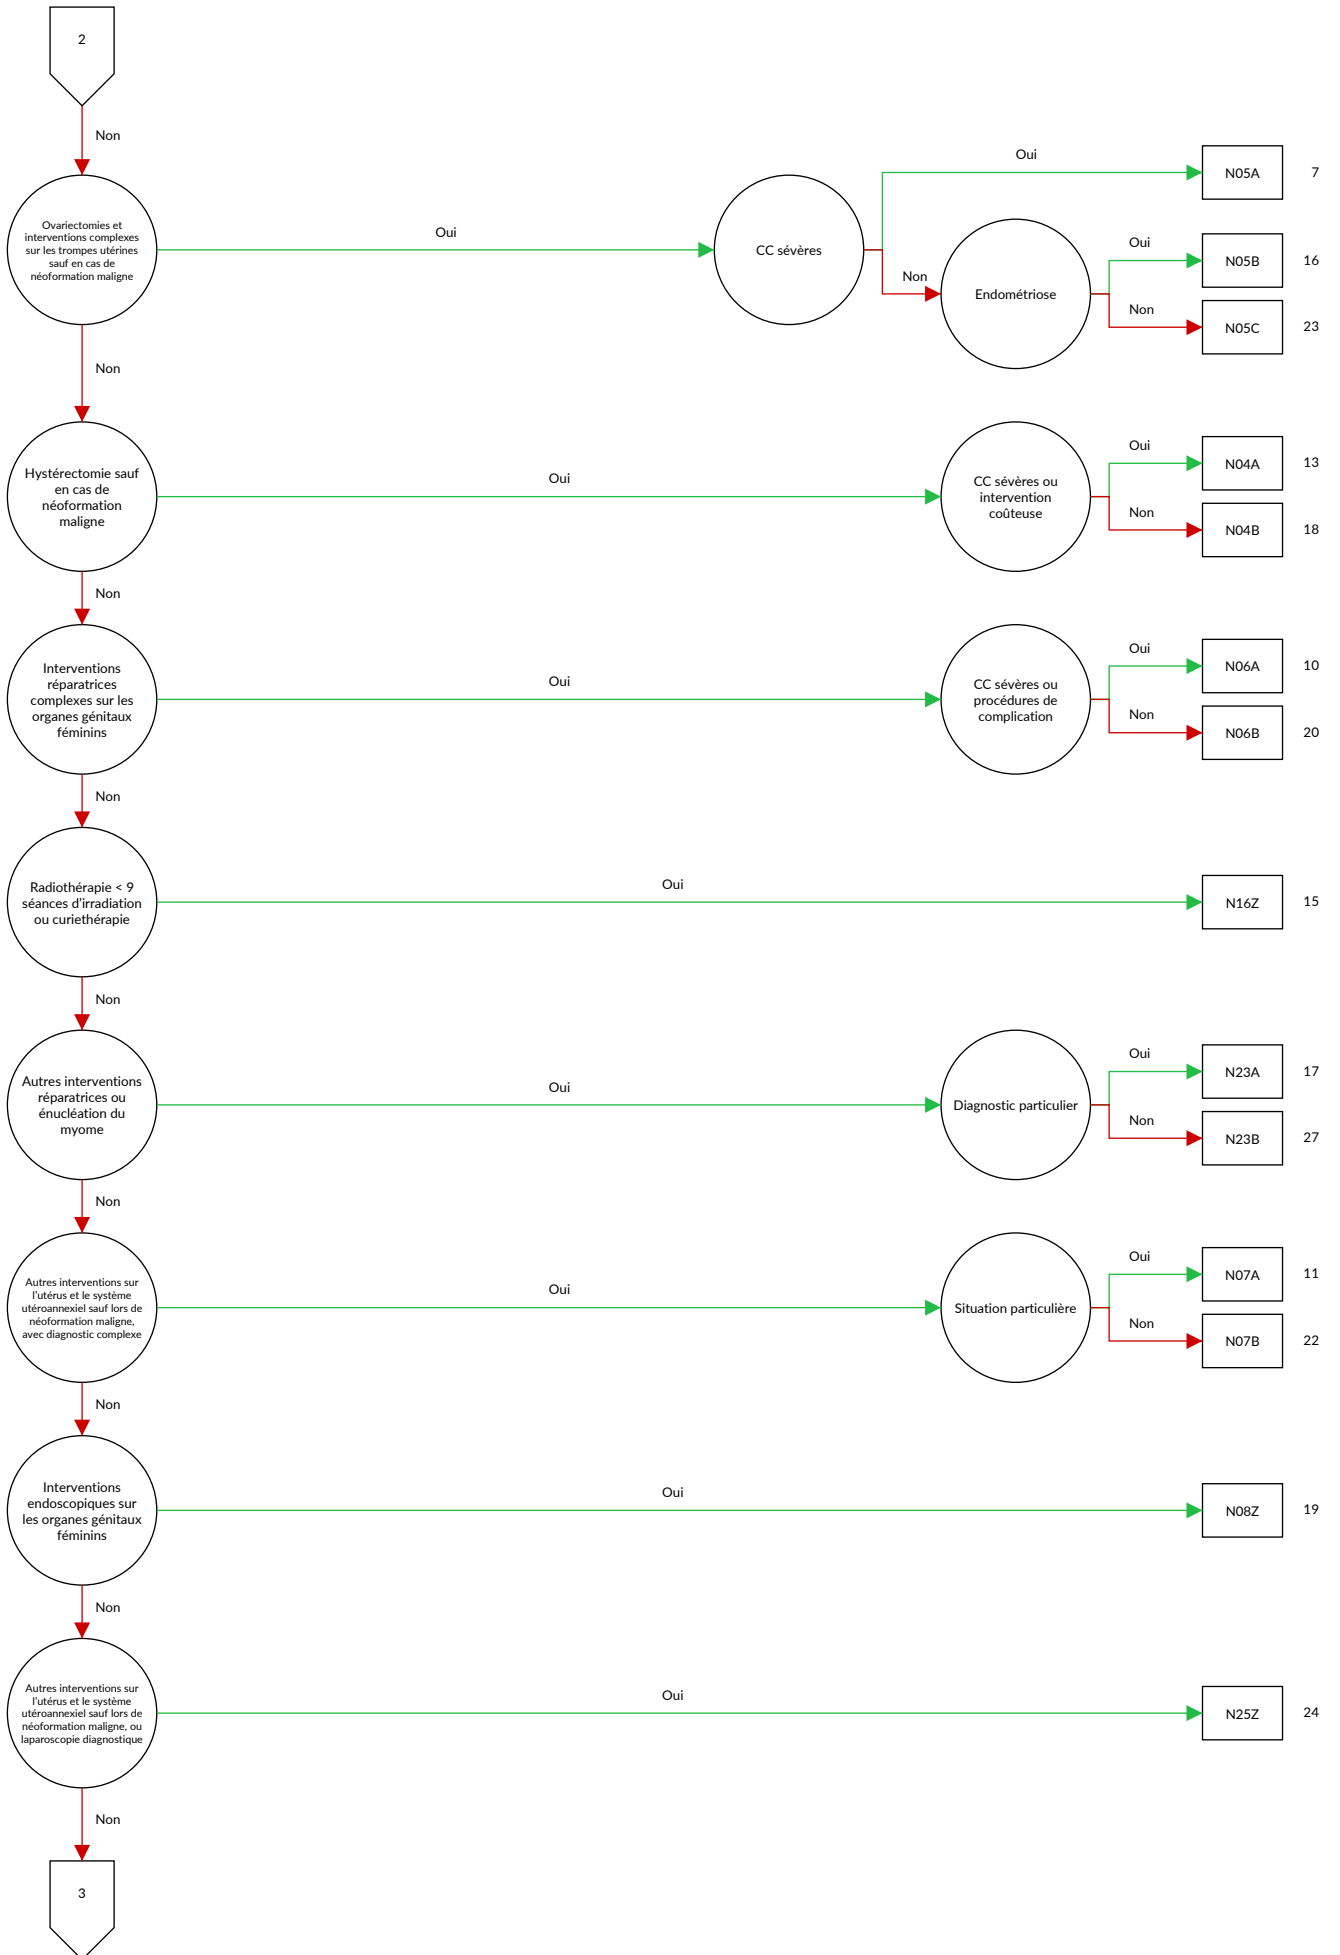 2
Non
Ovariectomies et
interventions complexes
sur les trompes utérines
sauf en cas de
néoformation maligne
Oui
CC sévères
Oui
N05A
7
Non
Endométriose
Oui
N05B
16
Non
N05C
23
Non
Hystérectomie sauf
en cas de
néoformation
maligne
Oui
CC sévères ou
intervention
coûteuse
Oui
N04A
13
Non
N04B
18
Non
Interventions
réparatrices
complexes sur les
organes génitaux
féminins
Oui
CC sévères ou
procédures de
complication
Oui
N06A
10
Non
N06B
20
Non
Radiothérapie < 9
séances d'irradiation
ou curiethérapie
Oui
N16Z
15
Non
Autres interventions
réparatrices ou
énucléation du
myome
Oui
Diagnostic particulier
Oui
N23A
17
Non
N23B
27
Non
Autres interventions sur
l'utérus et le système
utéroannexiel sauf lors de
néoformation maligne,
avec diagnostic complexe
Oui
Situation particulière
Oui
N07A
11
Non
N07B
22
Non
Interventions
endoscopiques sur
les organes génitaux
féminins
Oui
N08Z
19
Non
Autres interventions sur
l'utérus et le système
utéroannexiel sauf lors de
néoformation maligne, ou
laparoscopie diagnostique
Oui
N25Z
24
Non
3